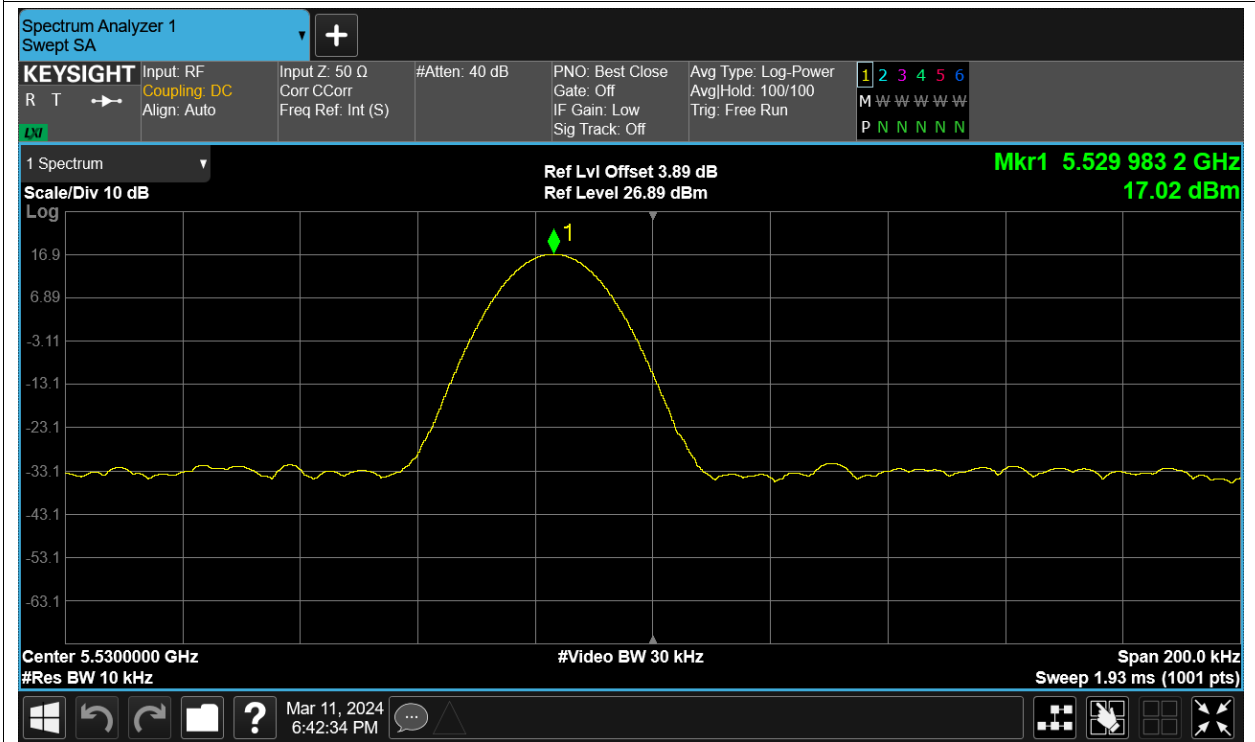 Spectrum Analyzer 1
Swept SA
+
KEYSIGHT
R T
LXI
Input: RF
Coupling: DC
Align: Auto
Input Z: 50 Ω
Corr CCorr
Freq Ref: Int (S)
#Atten: 40 dB
PNO: Best Close
Gate: Off
IF Gain: Low
Sig Track: Off
Avg Type: Log-Power
Avg|Hold: 100/100
Trig: Free Run
1 2 3 4 5 6
M W W W W W
P N N N N N
1 Spectrum
Scale/Div 10 dB
Log
Ref Lvl Offset 3.89 dB
Ref Level 26.89 dBm
Mkr1 5.529 983 2 GHz
17.02 dBm
1
16.9
6.89
-3.11
-13.1
-23.1
-33.1
-43.1
-53.1
-63.1
Center 5.5300000 GHz
#Res BW 10 kHz
#Video BW 30 kHz
Span 200.0 kHz
Sweep 1.93 ms (1001 pts)
?
Mar 11, 2024
6:42:34 PM